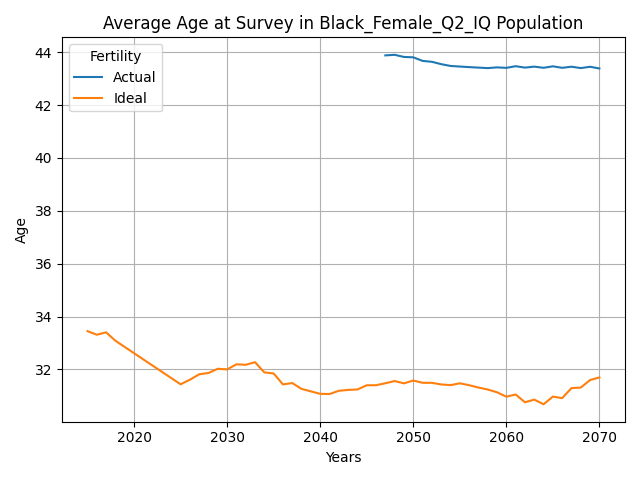 Average Age at Survey in Black_Female_Q2_IQ Population
Fertility
Actual
Ideal
44
42
40
38
36
34
32
Age
2020 2030 2040 2050 2060 2070
Years